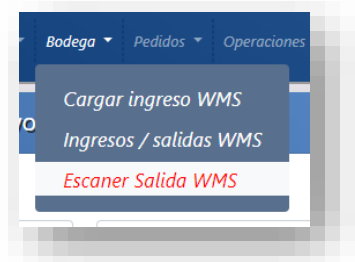 Bodega Pedidos Operaciones
Cargar ingreso WMS
Ingresos / salidas WMS
Escaner Salida WMS